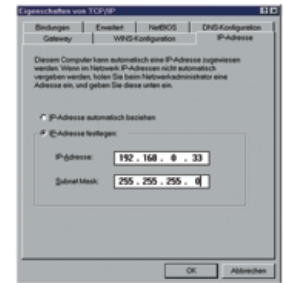 Eigenschaften von TCP/IP
Bindungen Erweitert NetBIOS DNS-Konfiguration
Gateway WINS-Konfiguration IP-Adresse
Diesem Computer kann automatisch eine IP-Adresse zugewiesen
werden. Wenn im Netzwerk IP-Adressen nicht automatisch
vergeben werden, holen Sie beim Netzwerkadministrator eine
Adresse ein, und geben Sie diese unten ein.
IP-Adresse automatisch beziehen
IP-Adresse festlegen:
IP-Adresse: 192 . 168 . 0 . 33
Subnet Mask: 255 . 255 . 255 . 0
OK Abbrechen